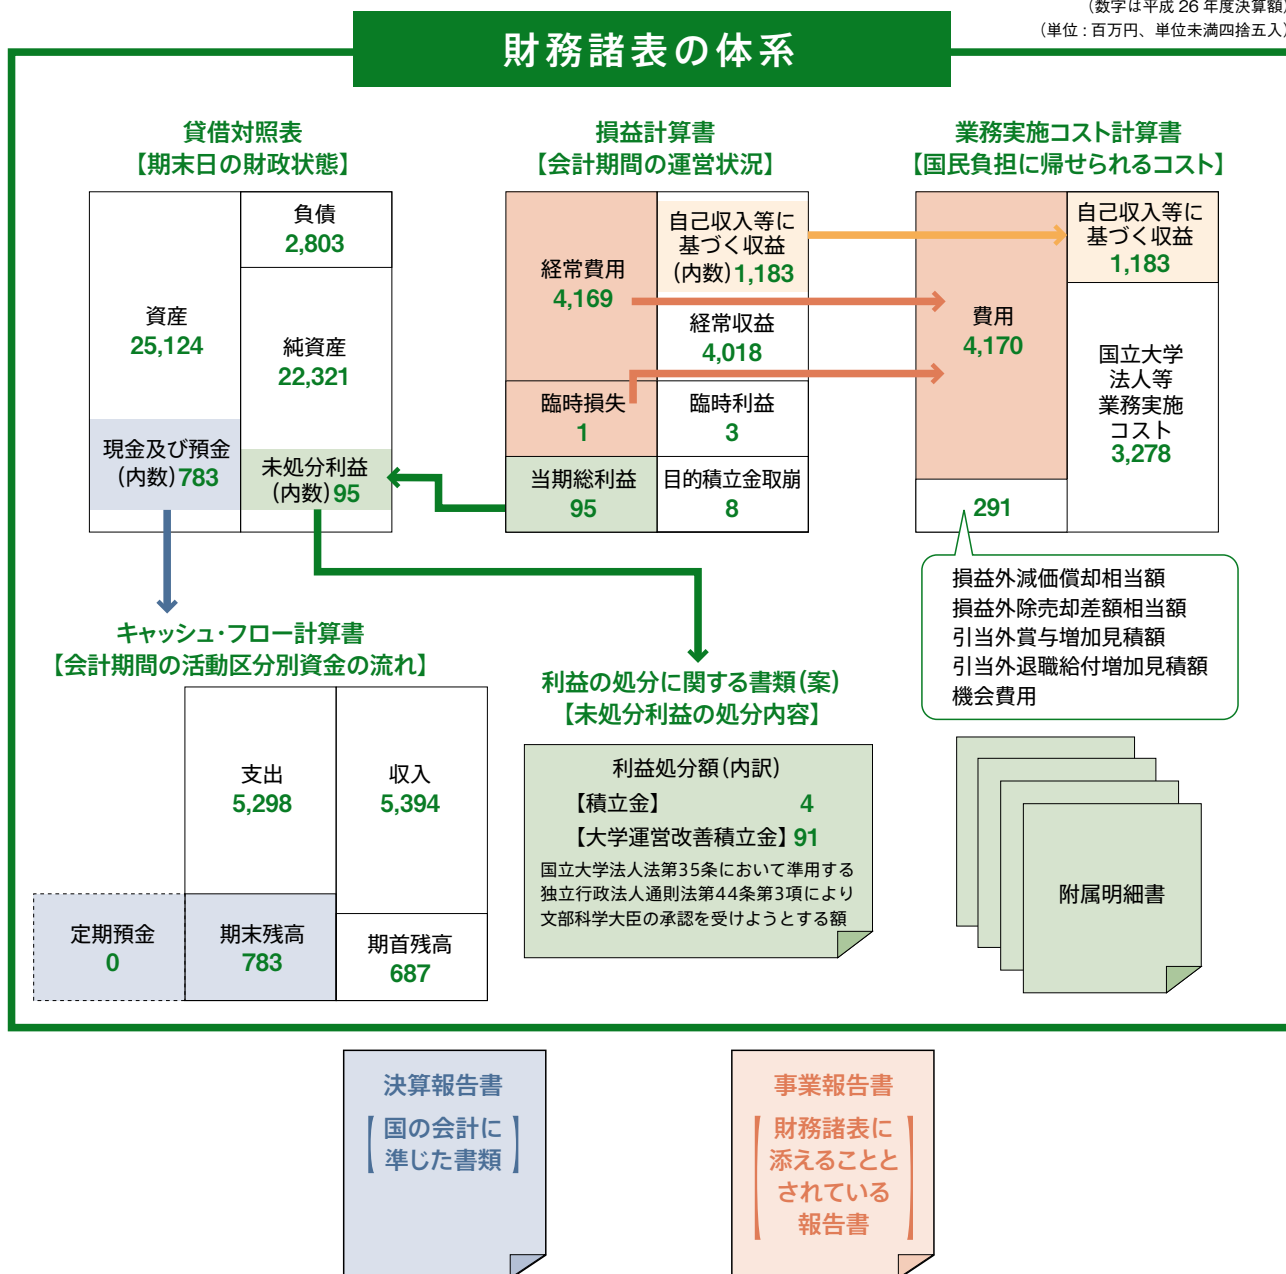 (数字は平成 26 年度決算額)
(単位 : 百万円、単位未満四捨五入)
財務諸表の体系
貸借対照表
【期末日の財政状態】
資産
25,124
現金及び預金
(内数)783
負債
2,803
純資産
22,321
未処分利益
(内数)95
損益計算書
【会計期間の運営状況】
経常費用
4,169
臨時損失
1
当期総利益
95
自己収入等に
基づく収益
(内数)1,183
経常収益
4,018
臨時利益
3
目的積立金取崩
8
業務実施コスト計算書
【国民負担に帰せられるコスト】
費用
4,170
291
自己収入等に
基づく収益
1,183
国立大学
法人等
業務実施
コスト
3,278
損益外減価償却相当額
損益外除売却差額相当額
引当外賞与増加見積額
引当外退職給付増加見積額
機会費用
キャッシュ・フロー計算書
【会計期間の活動区分別資金の流れ】
支出
5,298
収入
5,394
定期預金
0
期末残高
783
期首残高
687
利益の処分に関する書類(案)
【未処分利益の処分内容】
利益処分額(内訳)
【積立金】 4
【大学運営改善積立金】 91
国立大学法人法第35条において準用する
独立行政法人通則法第44条第3項により
文部科学大臣の承認を受けようとする額
附属明細書
決算報告書
【国の会計に
準じた書類】
事業報告書
【財務諸表に
添えることと
されている
報告書】